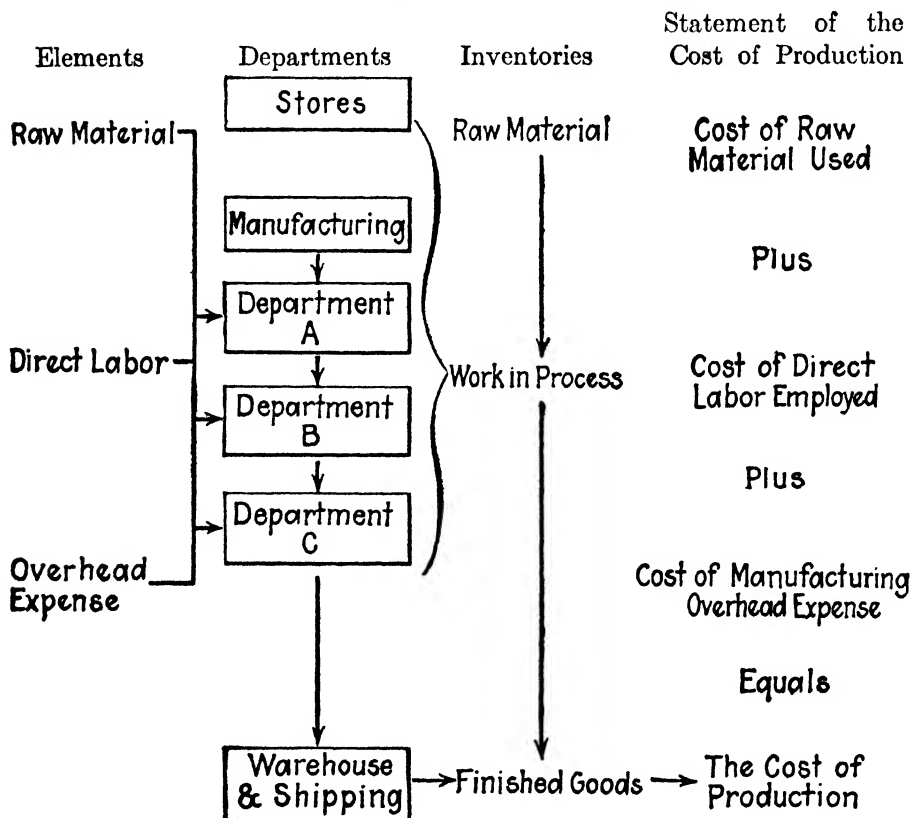 Elements
Departments
Inventories
Statement of the
Cost of Production
Stores
Raw Material
Raw Material
Cost of Raw
Material Used
Manufacturing
Plus
Department
A
Direct Labor
Work in Process
Cost of Direct
Labor Employed
Department
B
Plus
Department
C
Overhead
Expense
Cost of Manufacturing
Overhead Expense
Equals
Warehouse
& Shipping
Finished Goods
The Cost of
Production